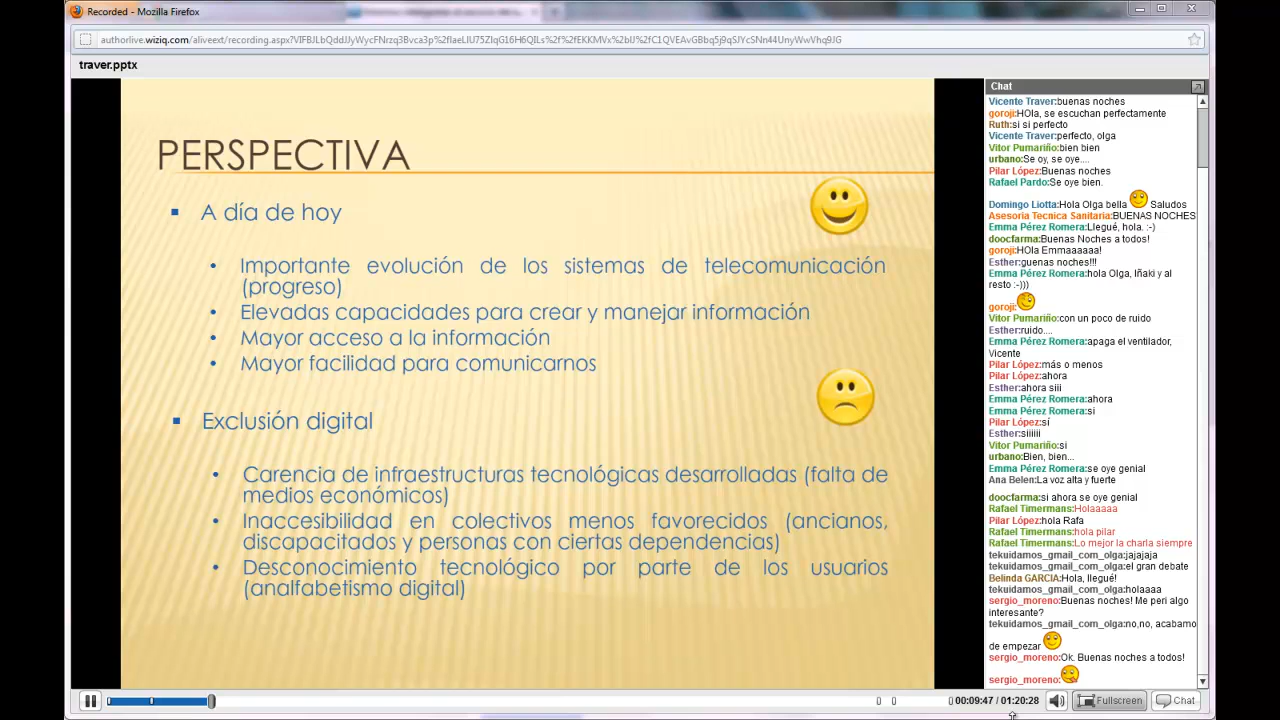 Recorded - Mozilla Firefox
traver.pptx
PERSPECTIVA
A día de hoy
Importante evolución de los sistemas de telecomunicación
(progreso)
Elevadas capacidades para crear y manejar información
Mayor acceso a la información
Mayor facilidad para comunicarnos
Exclusión digital
Carencia de infraestructuras tecnológicas desarrolladas (falta de
medios económicos)
Inaccesibilidad en colectivos menos favorecidos (ancianos,
discapacitados y personas con ciertas dependencias)
Desconocimiento tecnológico por parte de los usuarios
(analfabetismo digital)
Chat
Vicente Traver:buenas noches
goroji:HOla, se escuchan perfectamente
Ruth:si si perfecto
Vicente Traver:perfecto, olga
Vitor Pumariño:bien bien
urbano:Se oy, se oye....
Pilar López:Buenas noches
Rafael Pardo:Se oye bien.
Domingo Liotta:Hola Olga bella Saludos
Asesoria Tecnica Sanitaria:BUENAS NOCHES
Emma Pérez Romera:Llegué, hola. :-)
doocfarma:Buenas Noches a todos!
goroji:HOla Emmaaaaaa!
Esther:guenas noches!!!
Emma Pérez Romera:hola Olga, Iñaki y al
resto :-)))
goroji:
Vitor Pumariño:con un poco de ruido
Esther:ruido....
Emma Pérez Romera:apaga el ventilador,
Vicente
Pilar López:más o menos
Pilar López:ahora
Esther:ahora siii
Emma Pérez Romera:ahora
Emma Pérez Romera:si
Pilar López:sí
Esther:siiiiii
Vitor Pumariño:si
urbano:Bien, bien...
Emma Pérez Romera:se oye genial
Ana Belen:La voz alta y fuerte
doocfarma:si ahora se oye genial
Rafael Timermans:Holaaaaa
Pilar López:hola Rafa
Rafael Timermans:hola pilar
Rafael Timermans:Lo mejor la charla siempre
tekuidamos_gmail_com_olga:jajajaja
tekuidamos_gmail_com_olga:el gran debate
Belinda GARCIA:Hola, llegué!
tekuidamos_gmail_com_olga:holaaaa
sergio_moreno:Buenas noches! Me peri algo
interesante?
tekuidamos_gmail_com_olga:no,no, acabamo
de empezar
sergio_moreno:Ok. Buenas noches a todos!
sergio_moreno:
00:09:47 / 01:20:28
Fullscreen
Chat